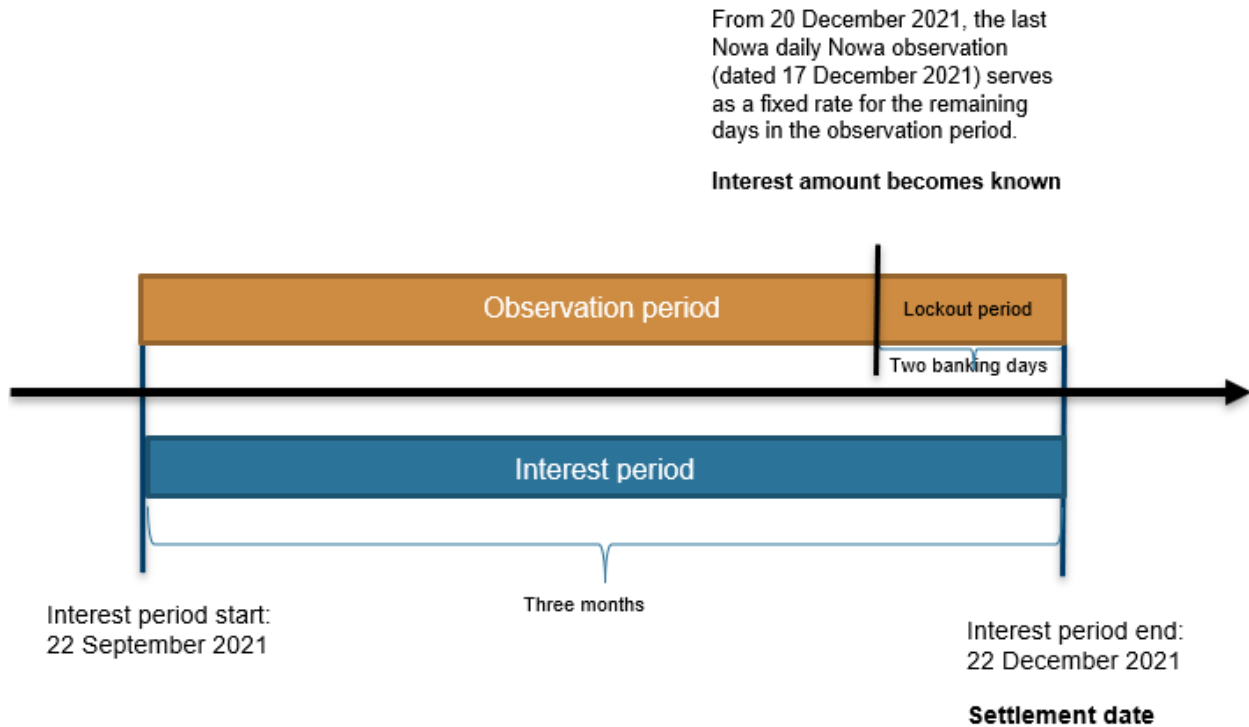 From 20 December 2021, the last
Nowa daily Nowa observation
(dated 17 December 2021) serves
as a fixed rate for the remaining
days in the observation period.
Interest amount becomes known
Observation period
Lockout period
Two banking days
Interest period
Three months
Interest period start:
22 September 2021
Interest period end:
22 December 2021
Settlement date